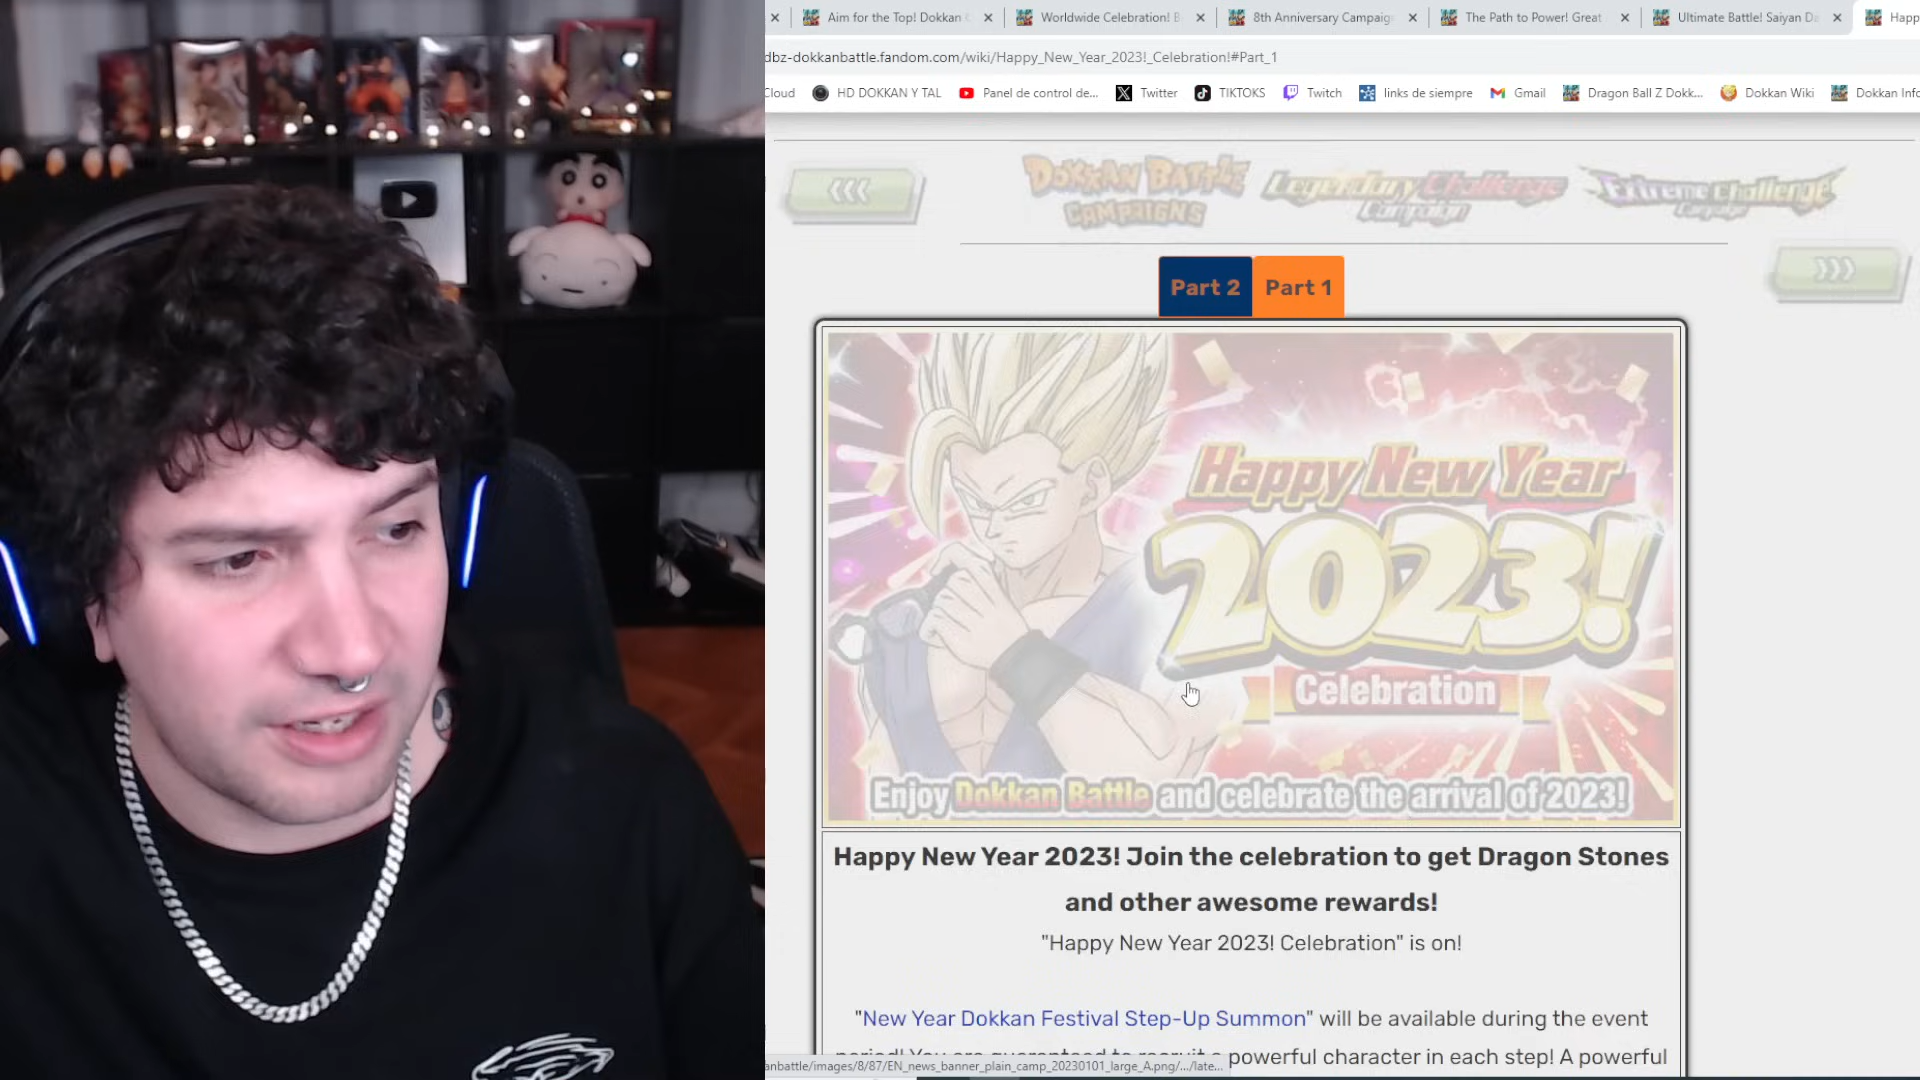 Aim for the Top! Dokkan
Worldwide Celebration!
8th Anniversary Campaig
The Path to Power! Great
Ultimate Battle! Saiyan Da
Happ
dbz-dokkanbattle.fandom.com/wiki/Happy_New_Year_2023!_Celebration!#Part_1
Cloud
HD DOKKAN Y TAL
Panel de control de...
Twitter
TIKTOKS
Twitch
links de siempre
Gmail
Dragon Ball Z Dokk...
Dokkan Wiki
Dokkan Info
DOKKAN BATTLE
CAMPAIGNS
Legendary Challenge
Campaign
Extreme Challenge
Campaign
Part 2
Part 1
Happy New Year
2023!
Celebration
Enjoy Dokkan Battle and celebrate the arrival of 2023!
Happy New Year 2023! Join the celebration to get Dragon Stones
and other awesome rewards!
"Happy New Year 2023! Celebration" is on!
"New Year Dokkan Festival Step-Up Summon" will be available during the event
period! You are guaranteed to recruit a powerful character in each step! A powerful
anbattle/images/8/87/EN_news_banner_plain_camp_20230101_large_A.png/.../late...